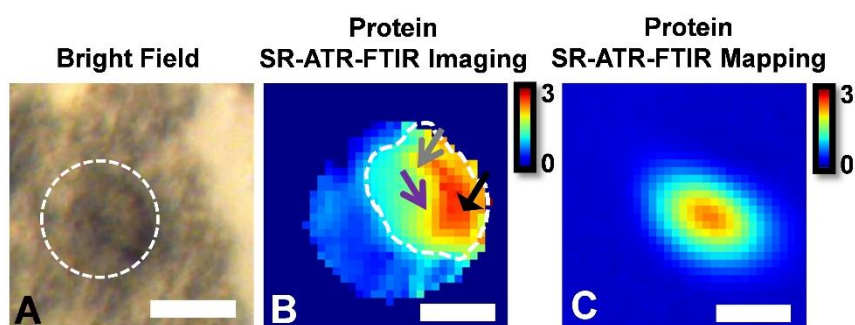 Bright Field
Protein
SR-ATR-FTIR Imaging
Protein
SR-ATR-FTIR Mapping
3
0
3
0
A
B
C